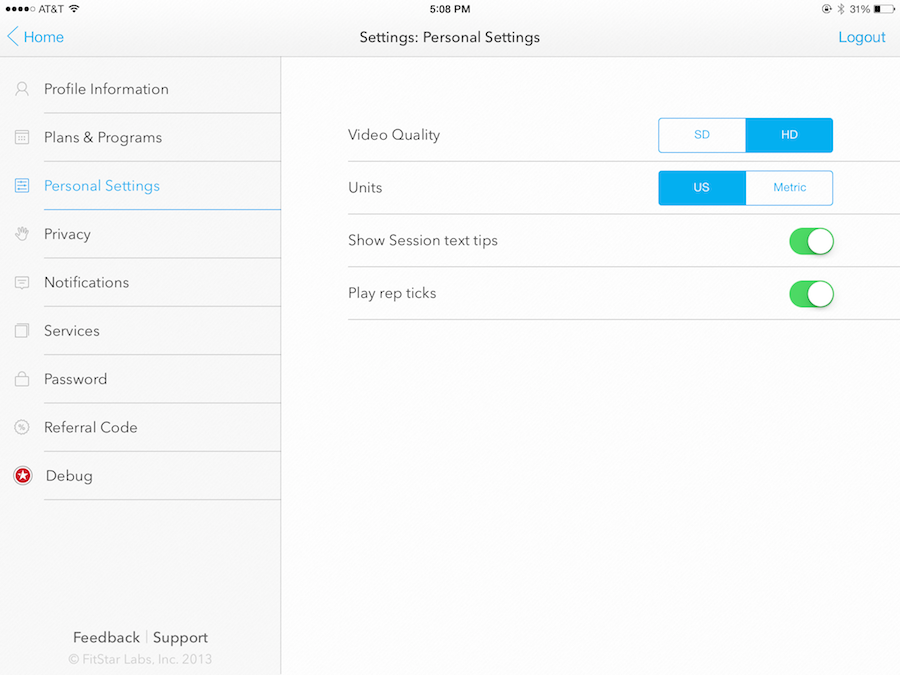 AT&T 5:08 PM 31%
Home Settings: Personal Settings Logout
Profile Information
Plans & Programs
Personal Settings
Privacy
Notifications
Services
Password
Referral Code
Debug
Feedback | Support
© FitStar Labs, Inc. 2013
Video Quality SD HD
Units US Metric
Show Session text tips
Play rep ticks